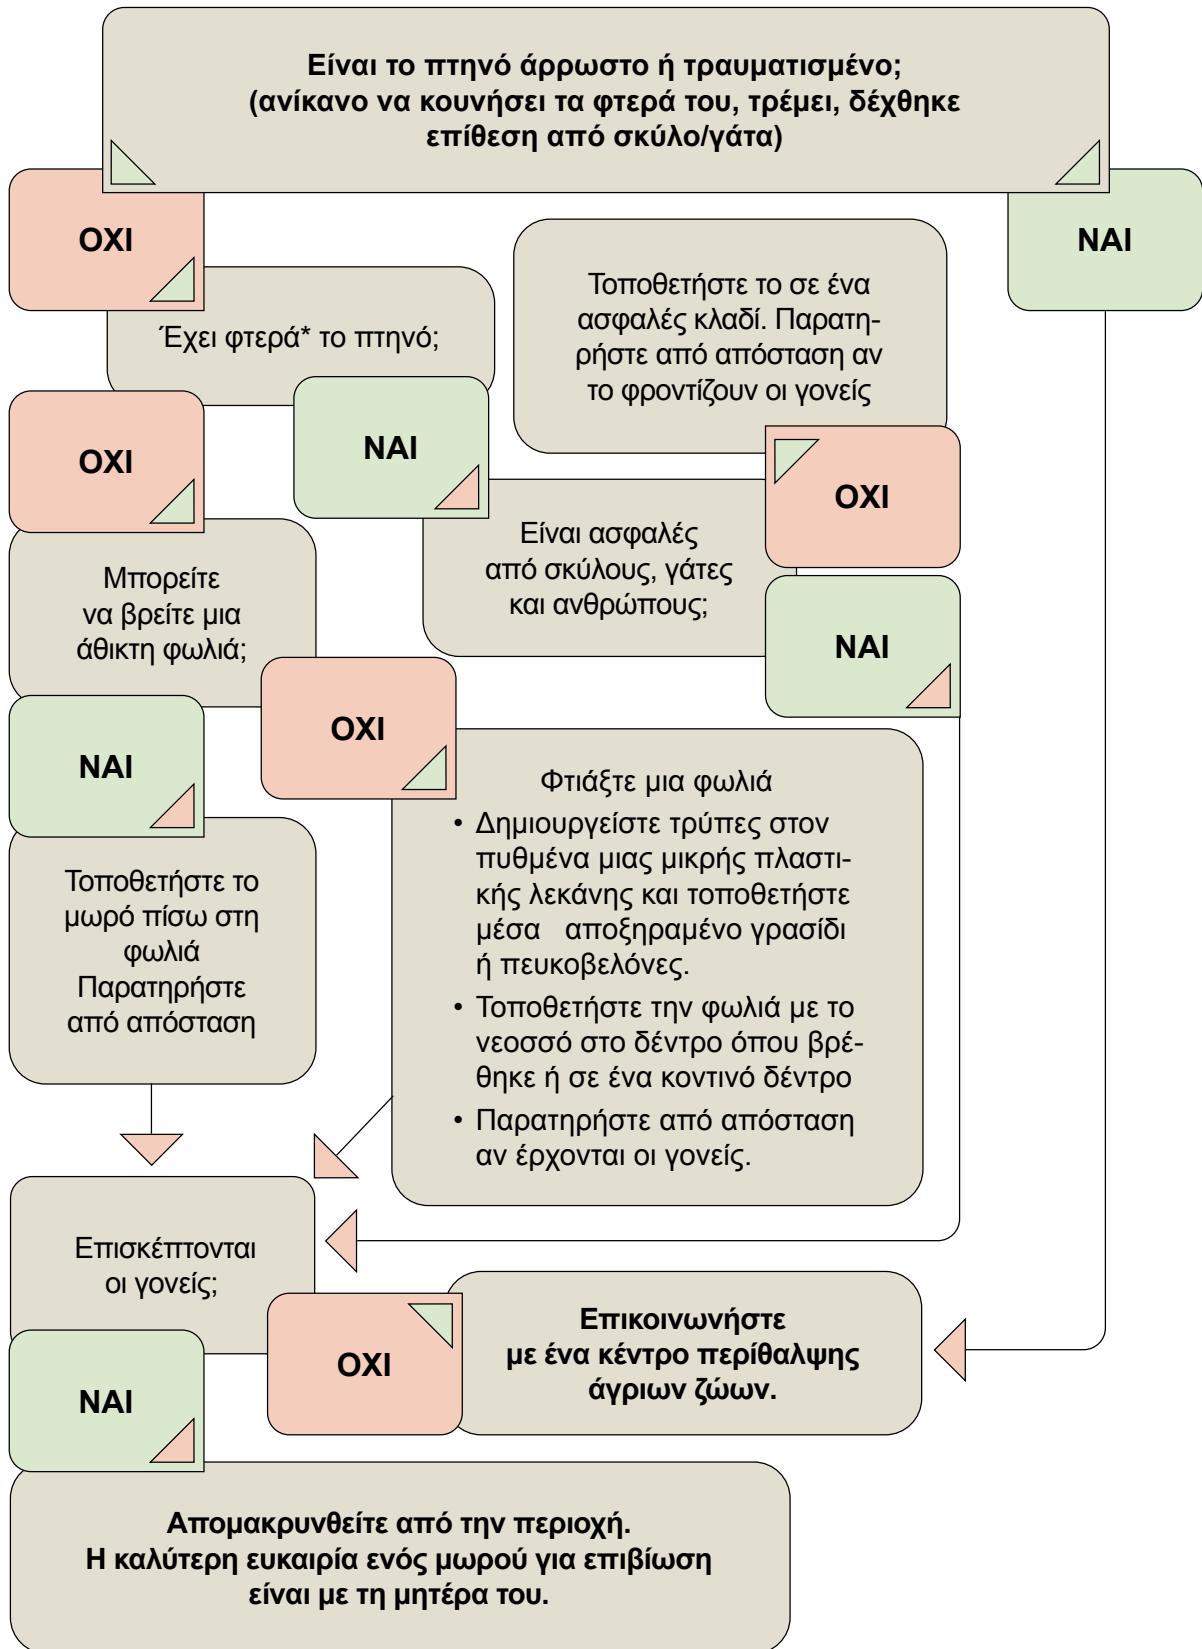 Είναι το πτηνό άρρωστο ή τραυματισμένο;
(ανίκανο να κουνήσει τα φτερά του, τρέμει, δέχθηκε
επίθεση από σκύλο/γάτα)
ΟΧΙ
ΝΑΙ
Έχει φτερά* το πτηνό;
Τοποθετήστε το σε ένα
ασφαλές κλαδί. Παρατη-
ρήστε από απόσταση αν
το φροντίζουν οι γονείς
ΟΧΙ
ΝΑΙ
ΟΧΙ
Είναι ασφαλές
από σκύλους, γάτες
και ανθρώπους;
Μπορείτε
να βρείτε μια
άθικτη φωλιά;
ΝΑΙ
ΟΧΙ
ΝΑΙ
Φτιάξτε μια φωλιά
• Δημιουργείστε τρύπες στον
πυθμένα μιας μικρής πλαστι-
κής λεκάνης και τοποθετήστε
μέσα αποξηραμένο γρασίδι
ή πευκοβελόνες.
• Τοποθετήστε την φωλιά με το
νεοσσό στο δέντρο όπου βρέ-
θηκε ή σε ένα κοντινό δέντρο
• Παρατηρήστε από απόσταση
αν έρχονται οι γονείς.
Τοποθετήστε το
μωρό πίσω στη
φωλιά
Παρατηρήστε
από απόσταση
Επισκέπτονται
οι γονείς;
ΟΧΙ
Επικοινωνήστε
με ένα κέντρο περίθαλψης
άγριων ζώων.
ΝΑΙ
Απομακρυνθείτε από την περιοχή.
Η καλύτερη ευκαιρία ενός μωρού για επιβίωση
είναι με τη μητέρα του.